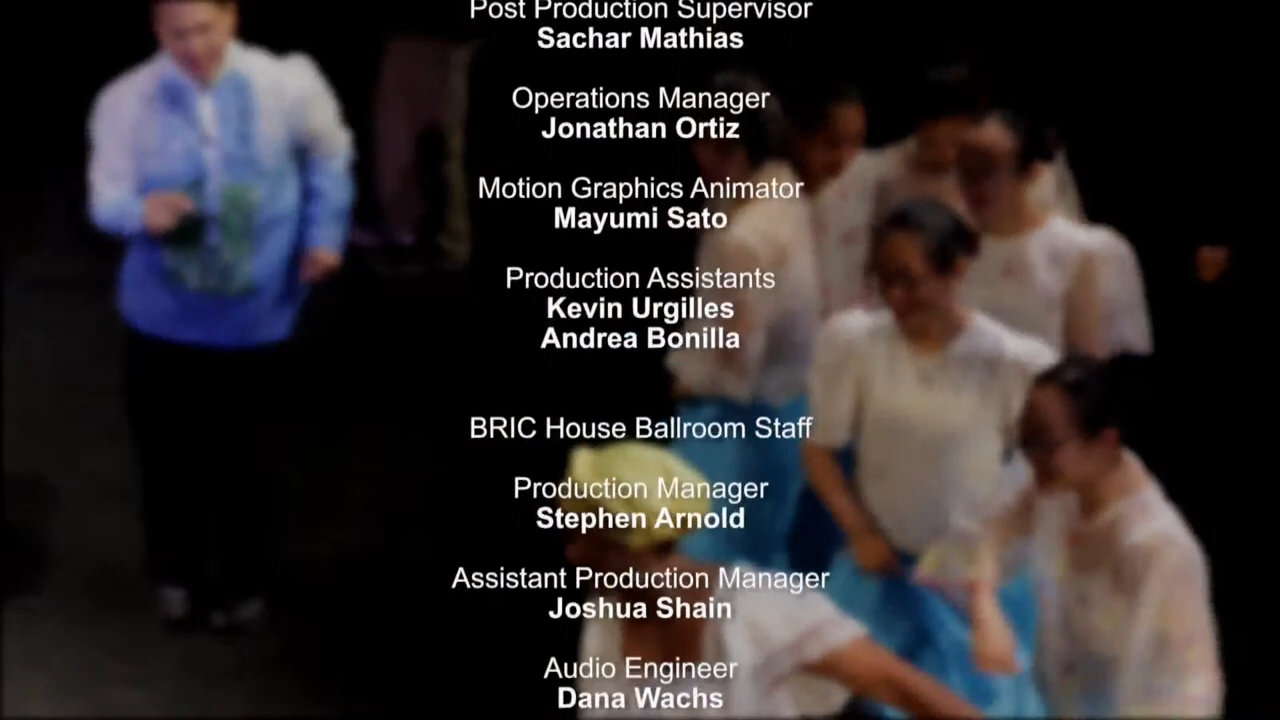 Post Production Supervisor
Sachar Mathias
Operations Manager
Jonathan Ortiz
Motion Graphics Animator
Mayumi Sato
Production Assistants
Kevin Urgilles
Andrea Bonilla
BRIC House Ballroom Staff
Production Manager
Stephen Arnold
Assistant Production Manager
Joshua Shain
Audio Engineer
Dana Wachs